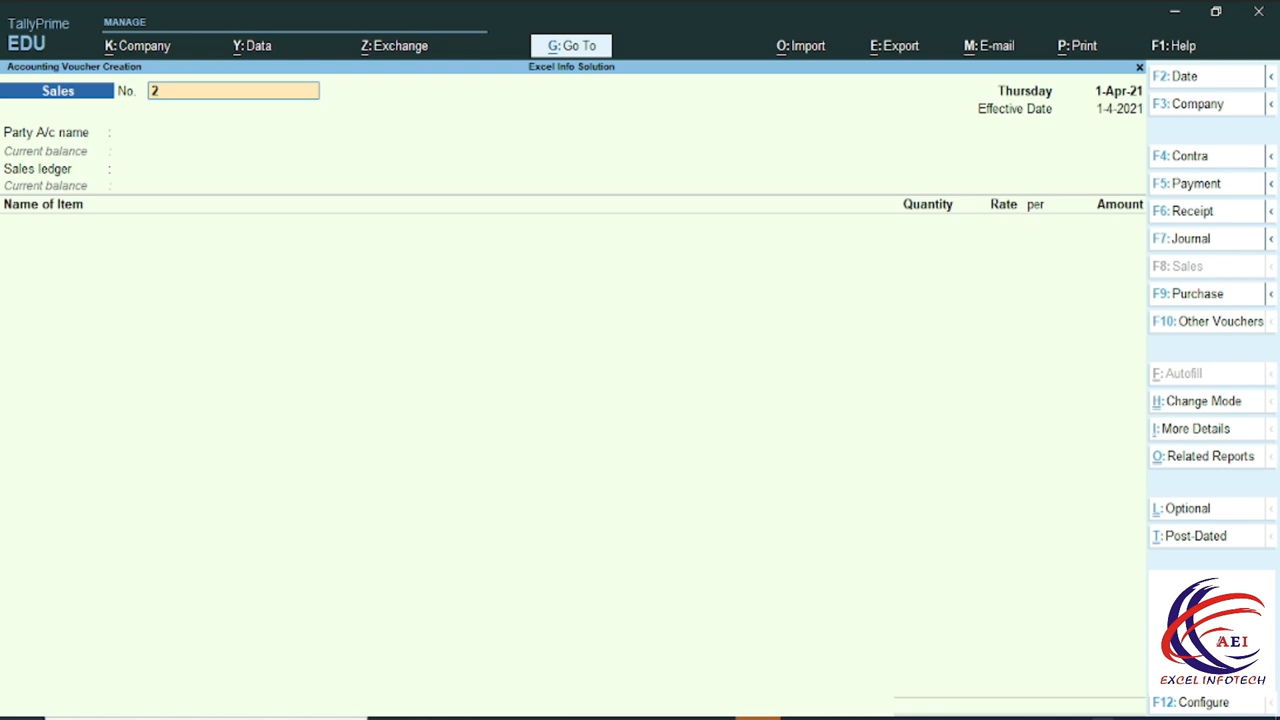 TallyPrime
EDU
MANAGE
K: Company
Y: Data
Z: Exchange
G: Go To
O: Import
E: Export
M: E-mail
P: Print
F1: Help
Accounting Voucher Creation
Excel Info Solution
x
Sales
No. 2
Thursday
1-Apr-21
Effective Date
1-4-2021
Party A/c name :
Current balance :
Sales ledger :
Current balance :
Name of Item
Quantity
Rate per
Amount
F2: Date
F3: Company
F4: Contra
F5: Payment
F6: Receipt
F7: Journal
F8: Sales
F9: Purchase
F10: Other Vouchers
F: Autofill
H: Change Mode
I: More Details
O: Related Reports
L: Optional
T: Post-Dated
AEI
EXCEL INFOTECH
F12: Configure